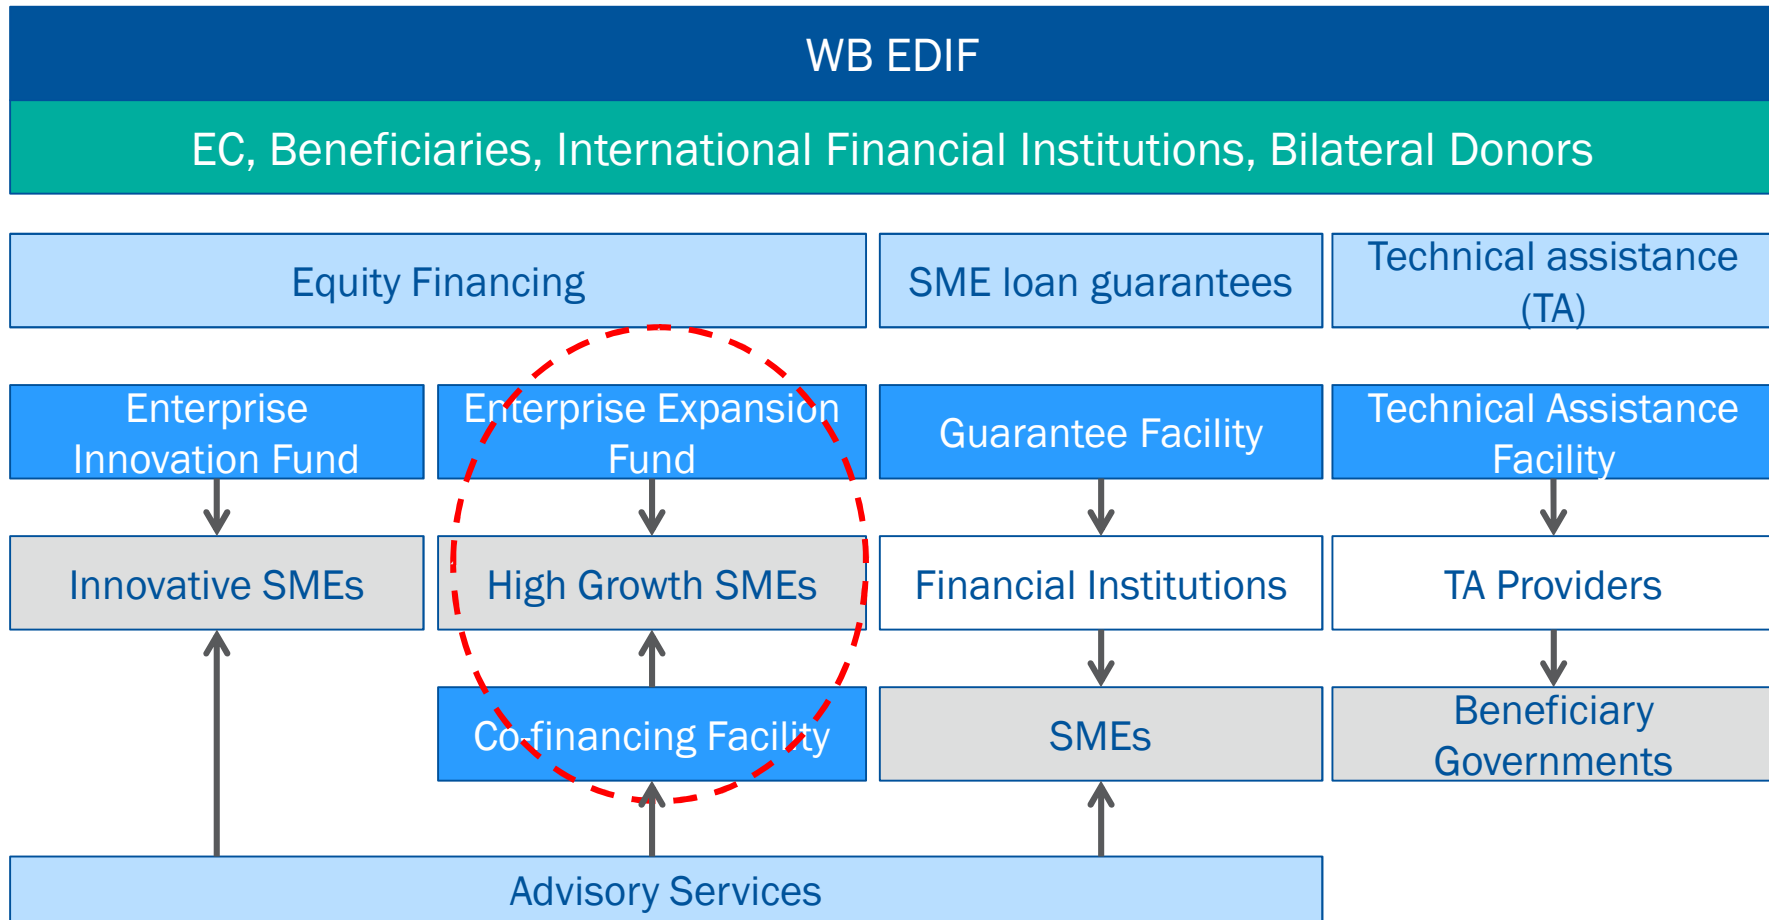 WB EDIF
EC, Beneficiaries, International Financial Institutions, Bilateral Donors
Equity Financing
SME loan guarantees
Technical assistance
(TA)
Enterprise
Innovation Fund
Enterprise Expansion
Fund
Guarantee Facility
Technical Assistance
Facility
Innovative SMEs
High Growth SMEs
Financial Institutions
TA Providers
Co-financing Facility
SMEs
Beneficiary
Governments
Advisory Services